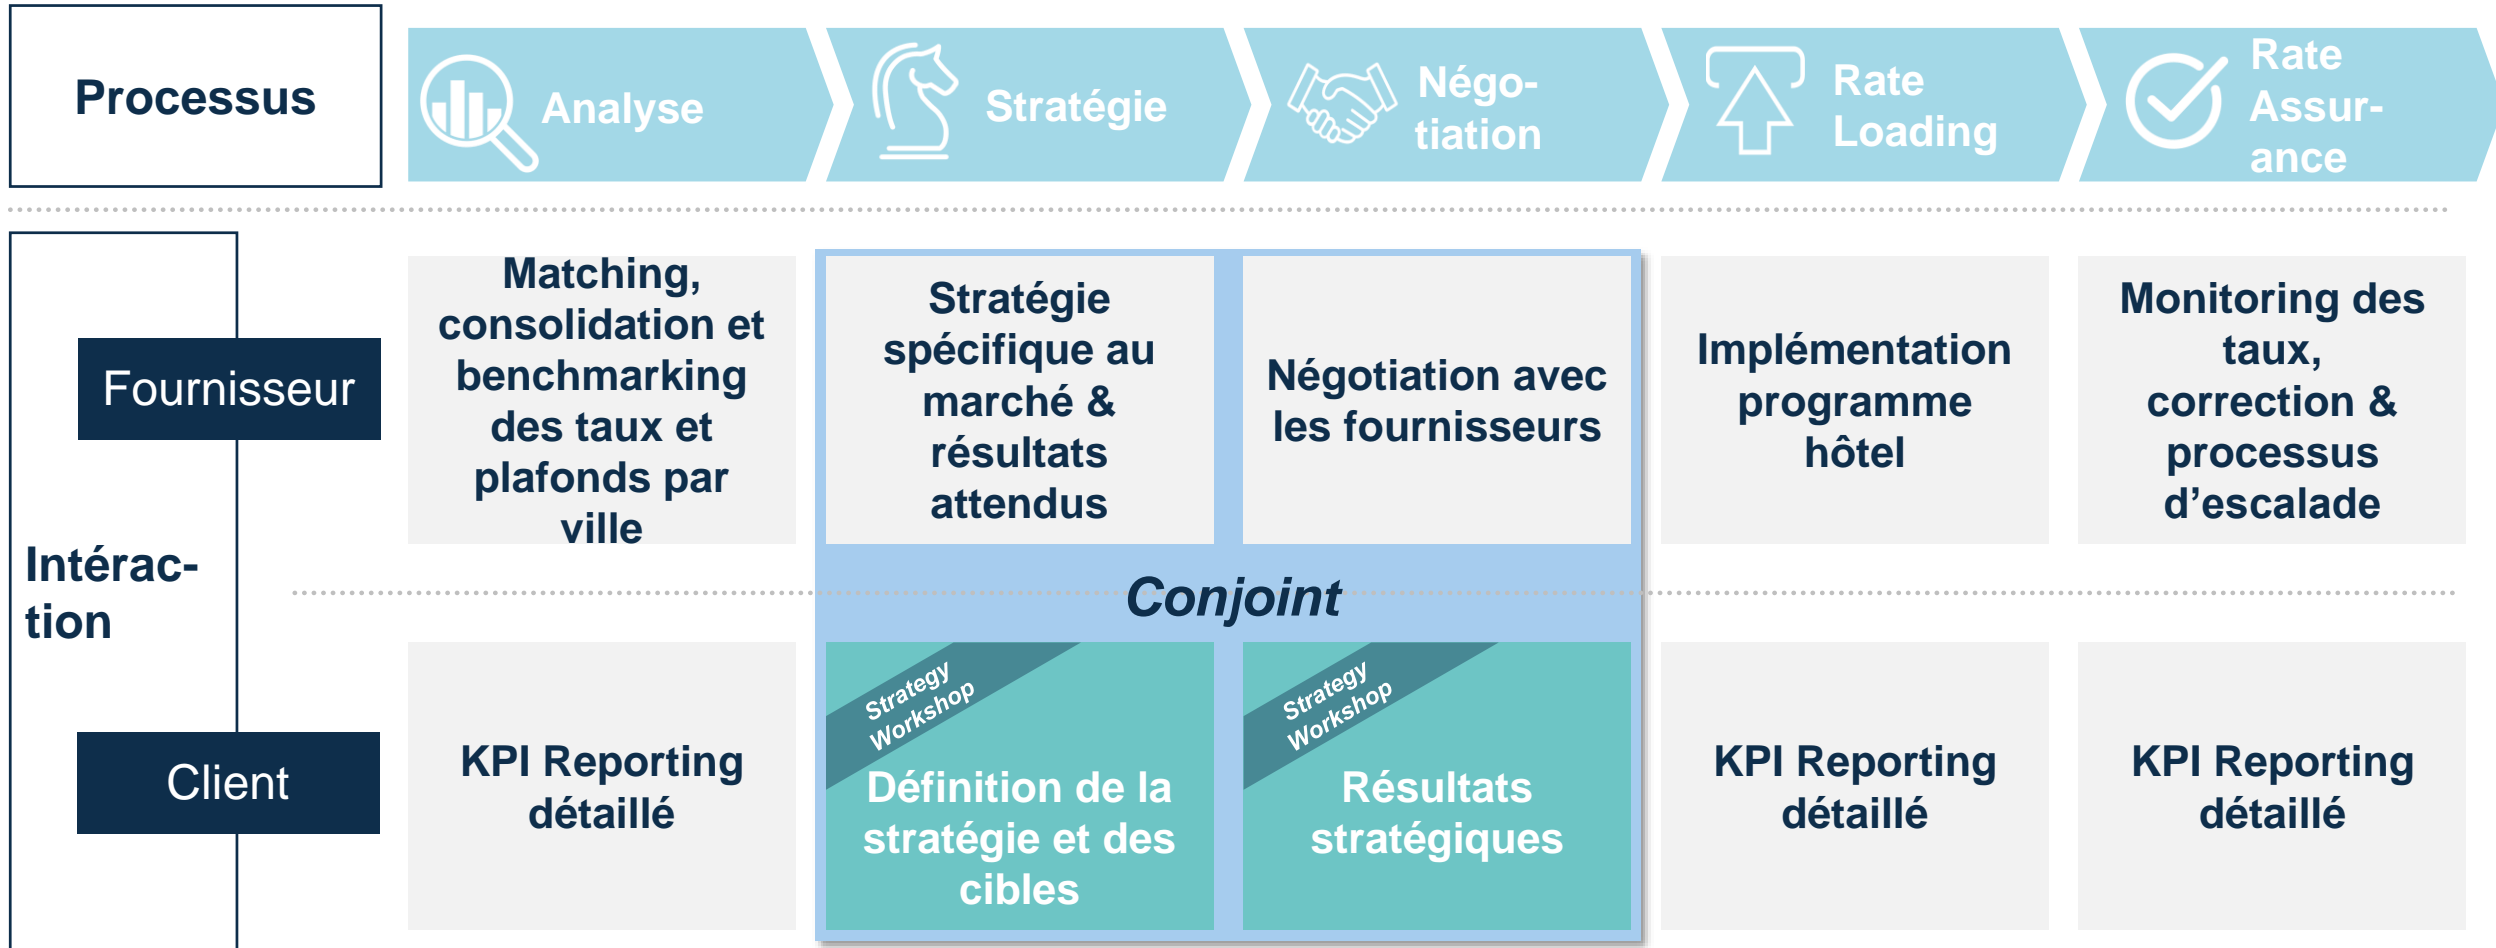 Processus
Analyse
Stratégie
Négo-
tiation
Rate
Loading
Rate
Assur-
ance
Intérac-
tion
Fournisseur
Matching,
consolidation et
benchmarking
des taux et
plafonds par
ville
Stratégie
spécifique au
marché &
résultats
attendus
Négotiation avec
les fournisseurs
Implémentation
programme
hôtel
Monitoring des
taux,
correction &
processus
d’escalade
Conjoint
Client
KPI Reporting
détaillé
Strategy
Workshop
Définition de la
stratégie et des
cibles
Strategy
Workshop
Résultats
stratégiques
KPI Reporting
détaillé
KPI Reporting
détaillé